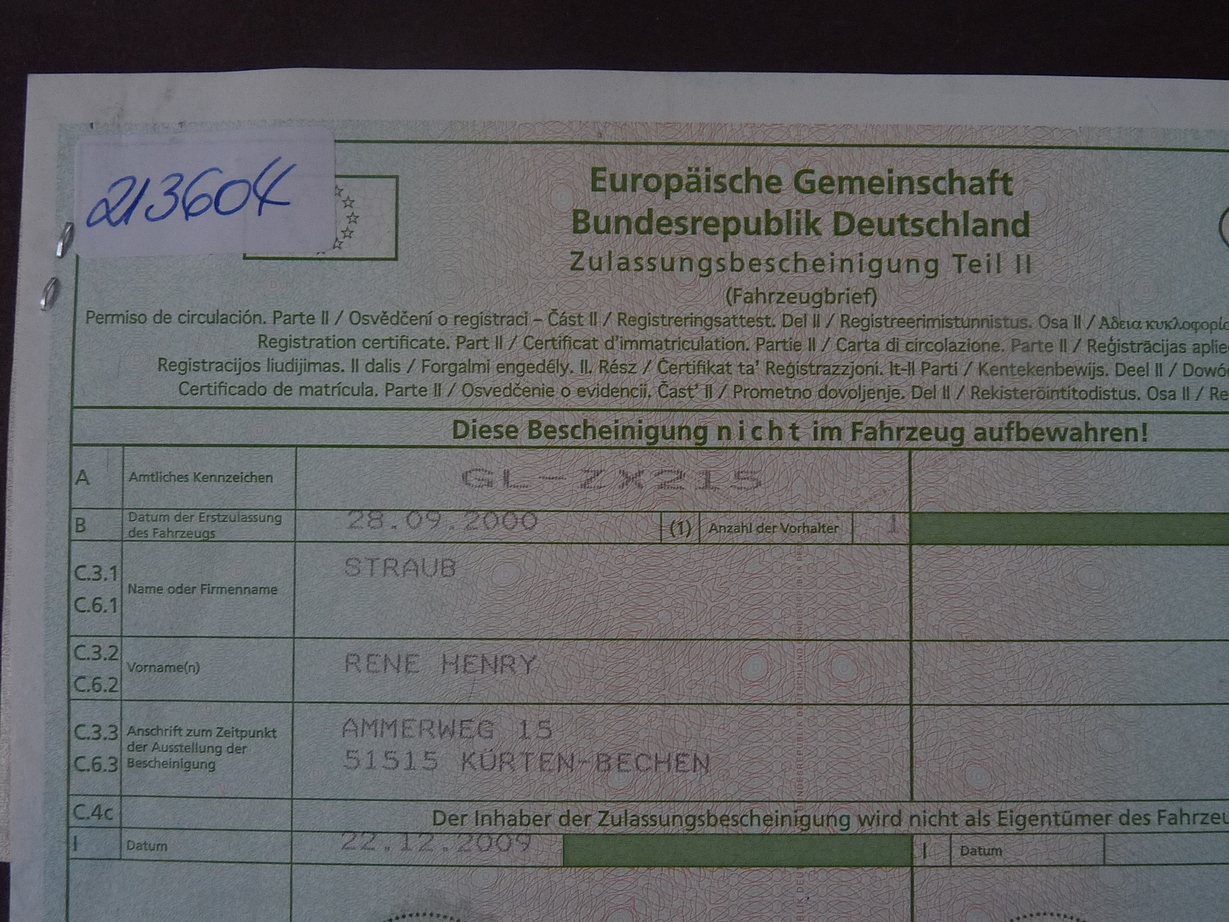 213604
Europäische Gemeinschaft
Bundesrepublik Deutschland
Zulassungsbescheinigung Teil II
(Fahrzeugbrief)
Permiso de circulación. Parte II / Osvědčení o registraci – Část II / Registreringsattest. Del II / Registreerimistunnistus. Osa II / Άδεια κυκλοφορί
Registration certificate. Part II / Certificat d'immatriculation. Partie II / Carta di circolazione. Parte II / Reģistrācijas aplie
Registracijos liudijimas. II dalis / Forgalmi engedély. II. Rész / Ċertifikat ta' Reġistrazzjoni. It-II Parti / Kentekenbewijs. Deel II / Dowó
Certificado de matrícula. Parte II / Osvedčenie o evidencii. Časť II / Prometno dovoljenje. Del II / Rekisteröintitodistus. Osa II / Re
Diese Bescheinigung nicht im Fahrzeug aufbewahren!
A Amtliches Kennzeichen GL-ZX215
B Datum der Erstzulassung des Fahrzeugs 28.09.2000 (1) Anzahl der Vorhalter 1
C.3.1 C.6.1 Name oder Firmenname STRAUB
C.3.2 C.6.2 Vorname(n) RENE HENRY
C.3.3 C.6.3 Anschrift zum Zeitpunkt der Ausstellung der Bescheinigung AMMERWEG 15
51515 KÜRTEN-BECHEN
C.4c Der Inhaber der Zulassungsbescheinigung wird nicht als Eigentümer des Fahrzeu
I Datum 22.12.2009 I Datum